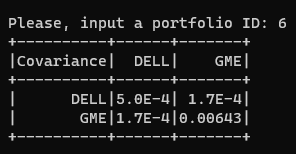 Please, input a portfolio ID: 6
+----------+------+-------+
|Covariance|  DELL|    GME|
+----------+------+-------+
|      DELL|5.0E-4| 1.7E-4|
|       GME|1.7E-4|0.00643|
+----------+------+-------+